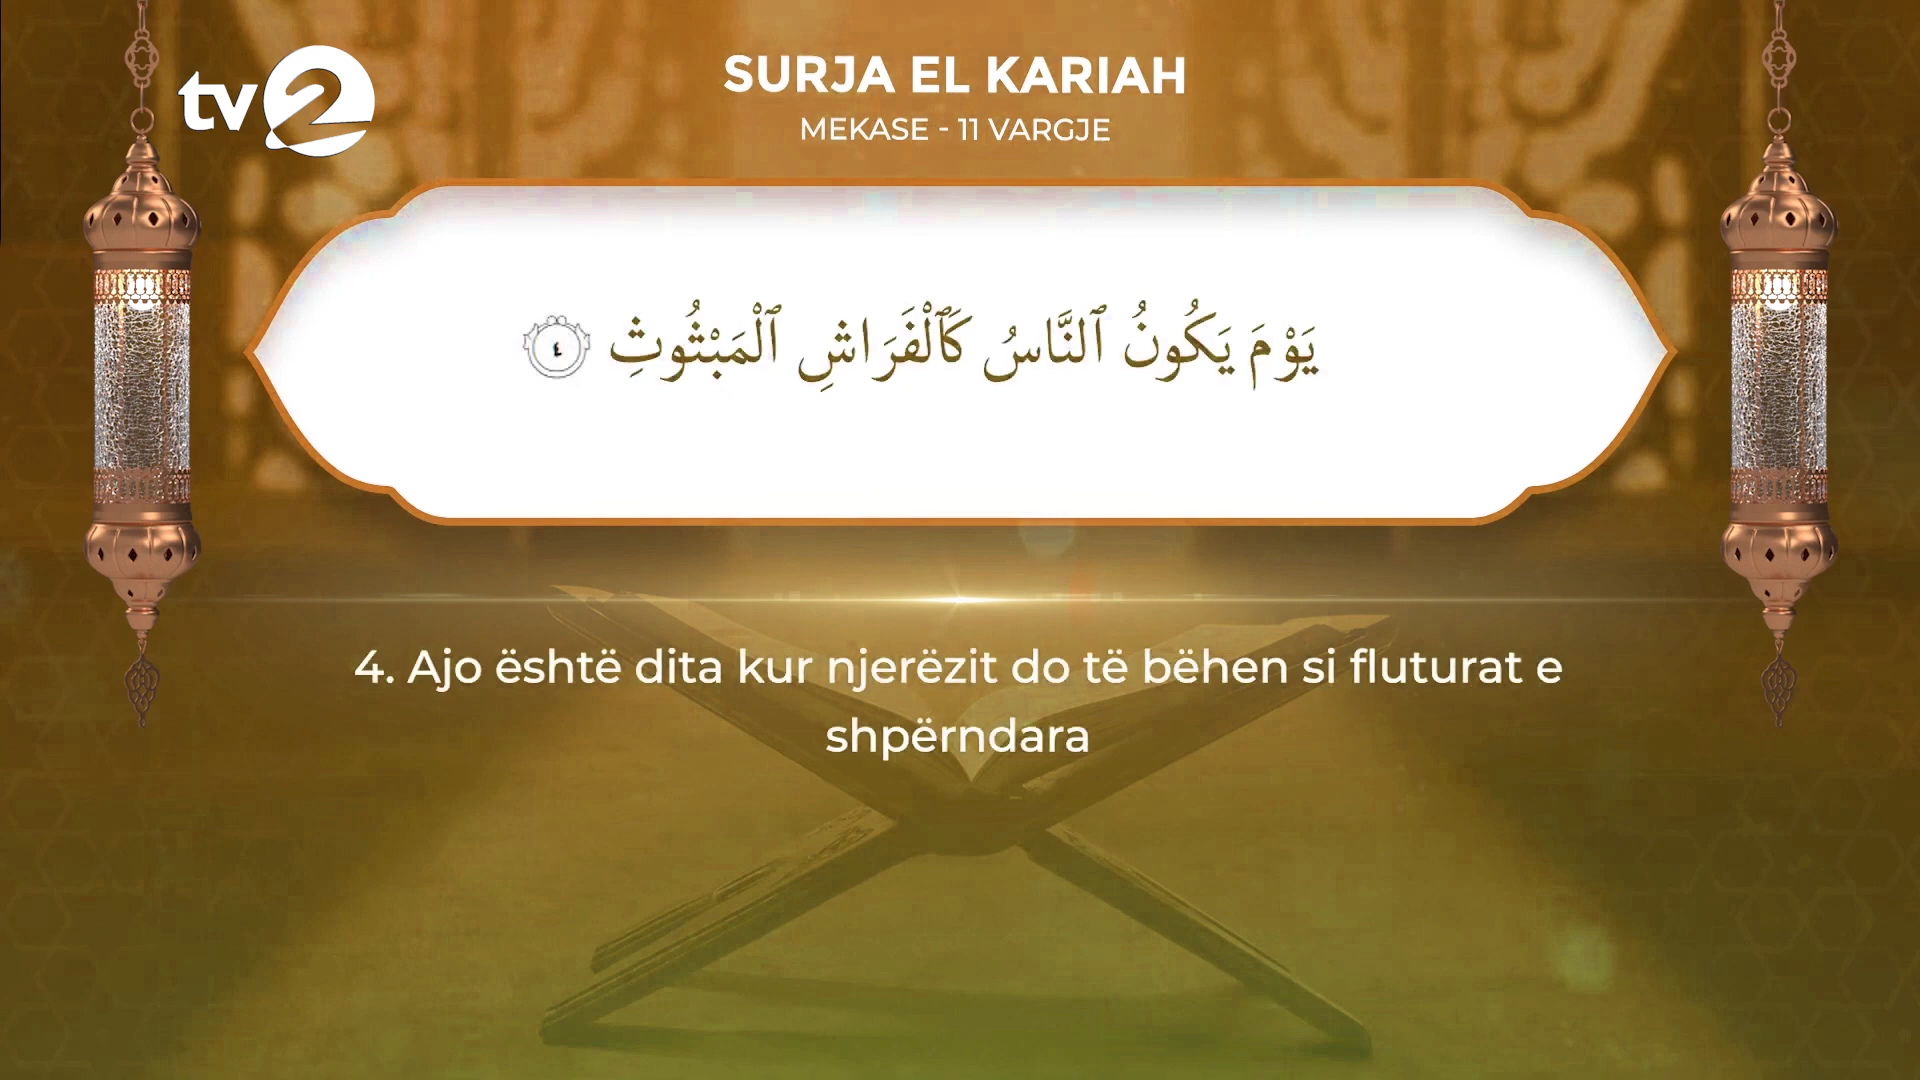 tv2
SURJA EL KARIAH
MEKASE - 11 VARGJE
يَوْمَ يَكُونُ ٱلنَّاسُ كَٱلْفَرَاشِ ٱلْمَبْثُوثِ ٤
4. Ajo është dita kur njerëzit do të bëhen si fluturat e
shpërndara